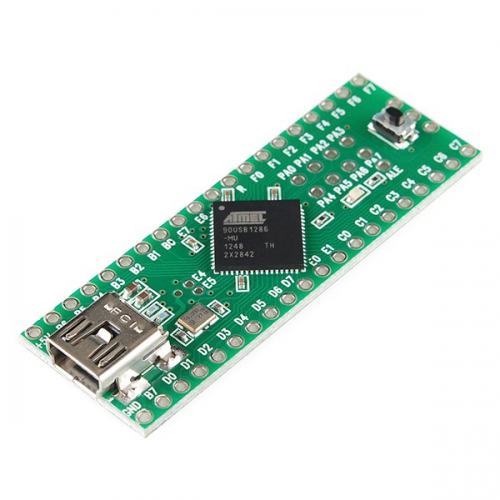 ATMEL
90USB1286
-MU
1248 TH
2X2842
R F0 F1 F2 F3 F4 F5 F6 F7
PA0 PA1 PA2 PA3
PA4 PA5 PA6 PA7 ALE
B3 B2 B1 B0 E7 E6
E4
E5
GND B7 D0 D1 D2 D3 D4 D5 D6 D7 E0 E1 C0 C1 C2 C3 C4 C5 C6 C7
FCI